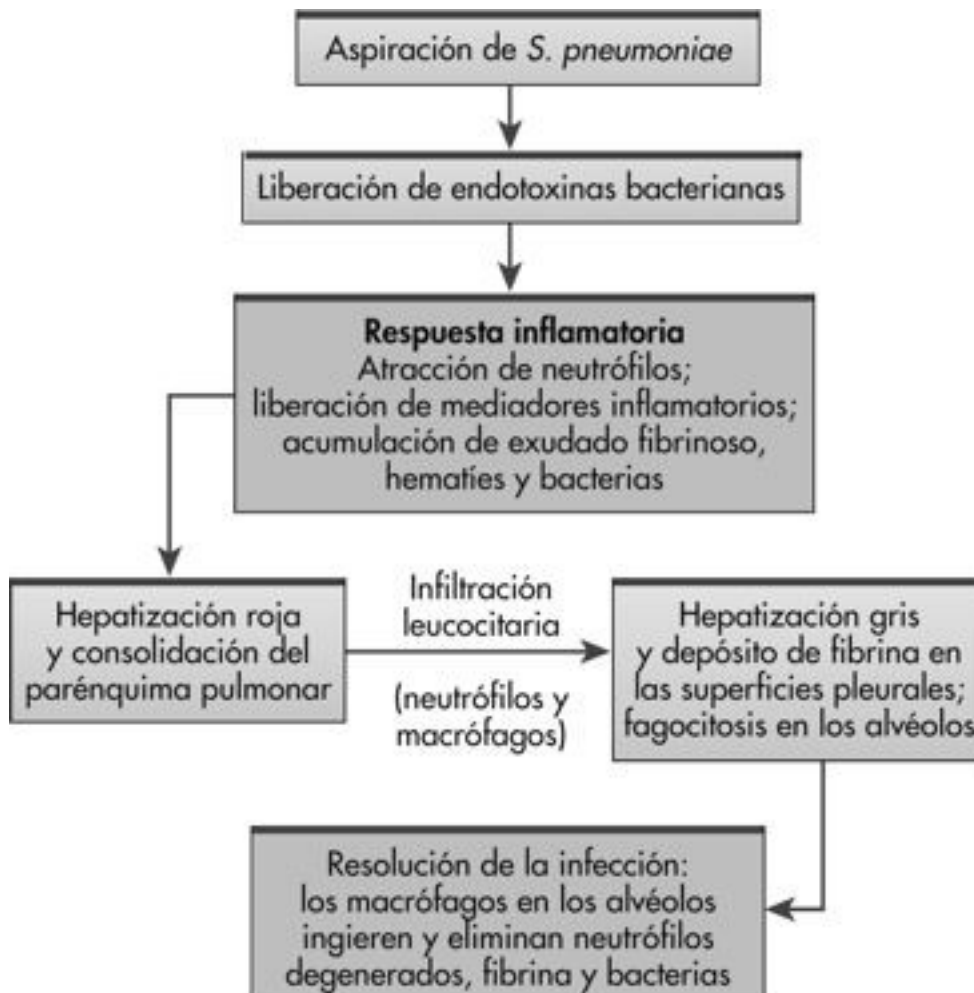 Aspiración de S. pneumoniae
Liberación de endotoxinas bacterianas
Respuesta inflamatoria
Atracción de neutrófilos;
liberación de mediadores inflamatorios;
acumulación de exudado fibrinoso,
hematíes y bacterias
Hepatización roja
y consolidación del
parénquima pulmonar
Infiltración
leucocitaria
(neutrófilos y
macrófagos)
Hepatización gris
y depósito de fibrina en
las superficies pleurales;
fagocitosis en los alvéolos
Resolución de la infección:
los macrófagos en los alvéolos
ingieren y eliminan neutrófilos
degenerados, fibrina y bacterias